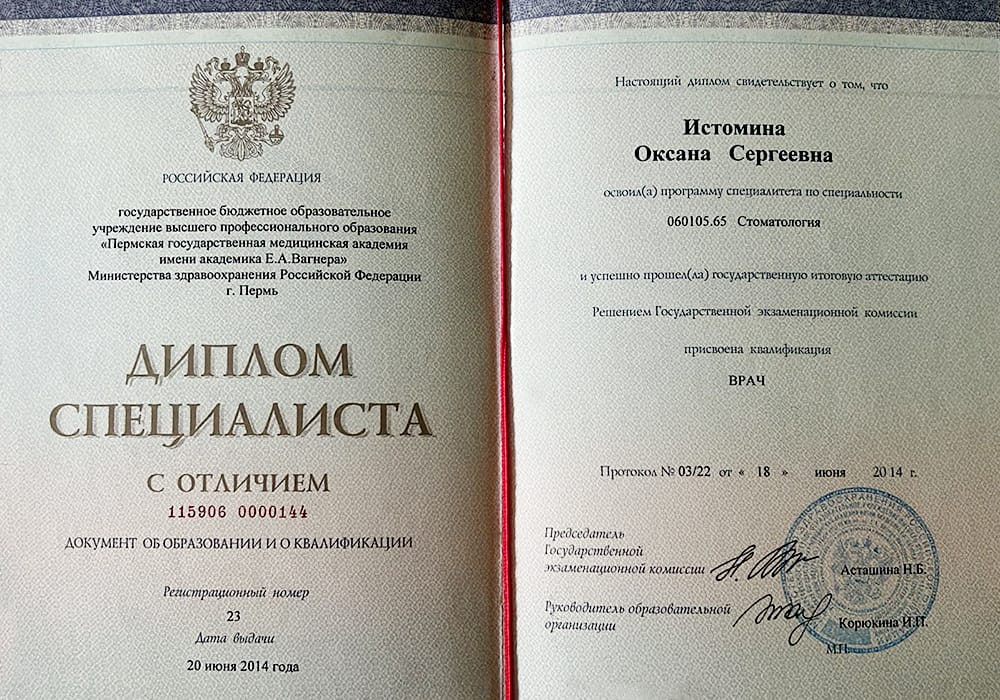 РОССИЙСКАЯ ФЕДЕРАЦИЯ
государственное бюджетное образовательное
учреждение высшего профессионального образования
«Пермская государственная медицинская академия
имени академика Е.А.Вагнера»
Министерства здравоохранения Российской Федерации
г. Пермь
ДИПЛОМ
СПЕЦИАЛИСТА
С ОТЛИЧИЕМ
115906 0000144
ДОКУМЕНТ ОБ ОБРАЗОВАНИИ И О КВАЛИФИКАЦИИ
Регистрационный номер
23
Дата выдачи
20 июня 2014 года
Настоящий диплом свидетельствует о том, что
Истомина
Оксана Сергеевна
освоил(а) программу специалитета по специальности
060105.65 Стоматология
и успешно прошел(ла) государственную итоговую аттестацию
Решением Государственной экзаменационной комиссии
присвоена квалификация
ВРАЧ
Протокол № 03/22 от « 18 » июня 2014 г.
Председатель
Государственной
экзаменационной комиссии
Асташина Н.Б.
Руководитель образовательной
организации
Корюкина И.П.
М.П.